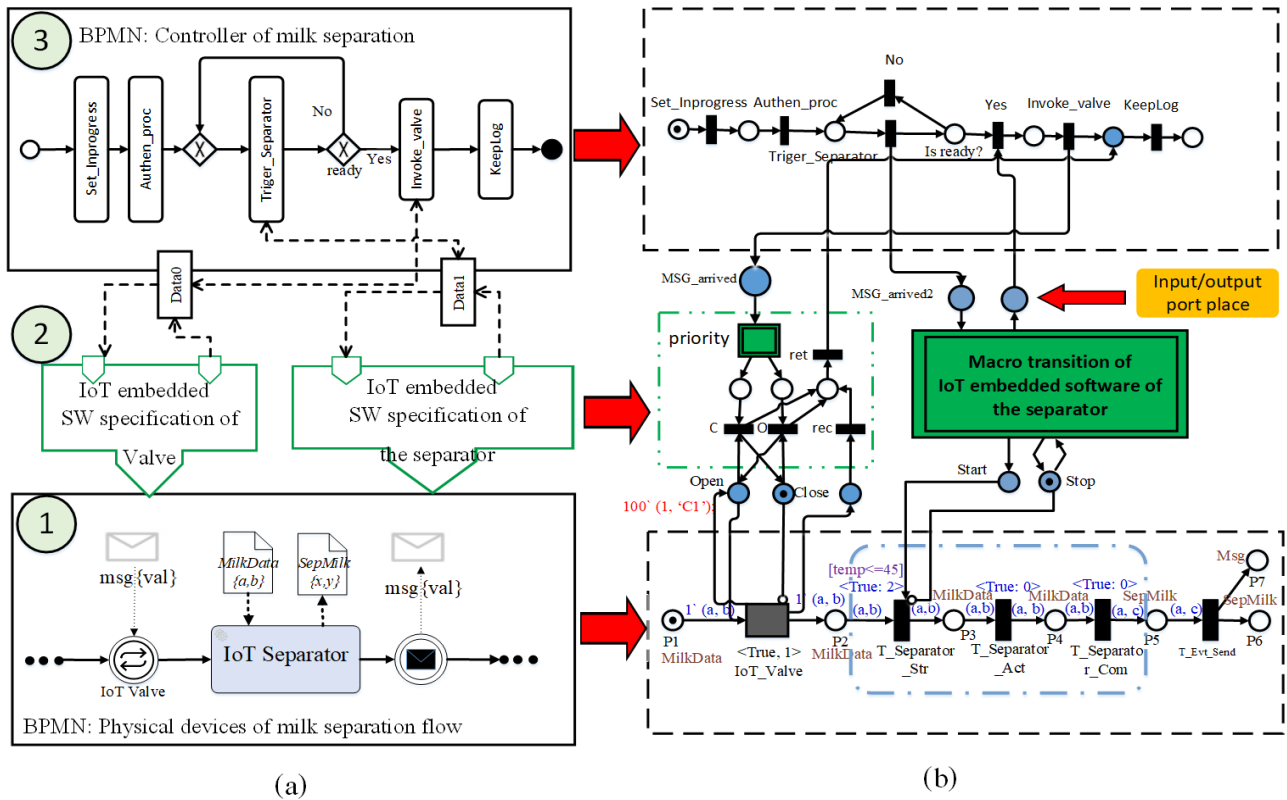 3
BPMN: Controller of milk separation
Set_Inprogress
Authen_proc
X
Triger_Separator
No
X
ready
Yes
Invoke_valve
KeepLog
Data0
Data1
2
IoT embedded
SW specification of
Valve
IoT embedded
SW specification of
the separator
1
msg{val}
MilkData
{a,b}
SepMilk
{x,y}
msg{val}
IoT Valve
IoT Separator
BPMN: Physical devices of milk separation flow
(a)
No
Set_Inprogress
Authen_proc
Yes
Invoke_valve
KeepLog
Triger_Separator
Is ready?
MSG_arrived
MSG_arrived2
Input/output
port place
priority
ret
C
O
rec
Macro transition of
IoT embedded software of
the separator
Open
Close
Start
Stop
100` (1, ‘C1’);
[temp<=45]
<True: 2>
<True: 0>
<True: 0>
Msg
P7
1` (a, b)
1` (a, b)
(a,b)
(a,b)
MilkData
(a,b)
(a, b)
MilkData
(a,b)
(a, c)
SepMilk
(a, c)
SepMilk
P1
MilkData
<True, 1>
IoT_Valve
P2
MilkData
T_Separator
_Str
P3
T_Separator
_Act
P4
T_Separato
r_Com
P5
T_Evt_Send
P6
(b)